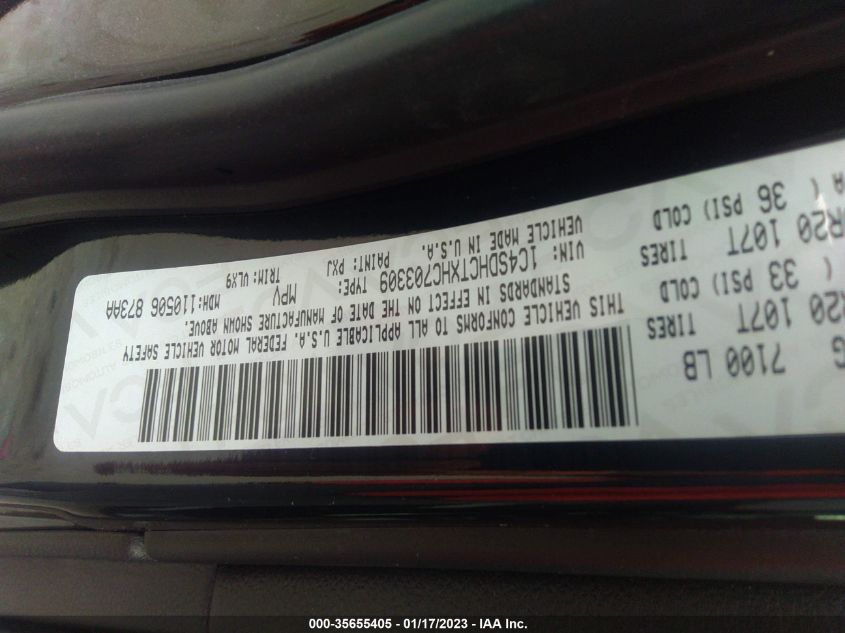 G 7100 LB
R20 107T TIRES
33 PSI) COLD
R20 107T TIRES
36 PSI) COLD
THIS VEHICLE CONFORMS TO ALL APPLICABLE U.S.A. FEDERAL MOTOR VEHICLE SAFETY
STANDARDS IN EFFECT ON THE DATE OF MANUFACTURE SHOWN ABOVE.
VIN: 1C4SDHCTXHC703309 TYPE: MPV MDH:110506 873AA
VEHICLE MADE IN U.S.A. PAINT: PXJ TRIM: VLX9
000-35655405 - 01/17/2023 - IAA Inc.